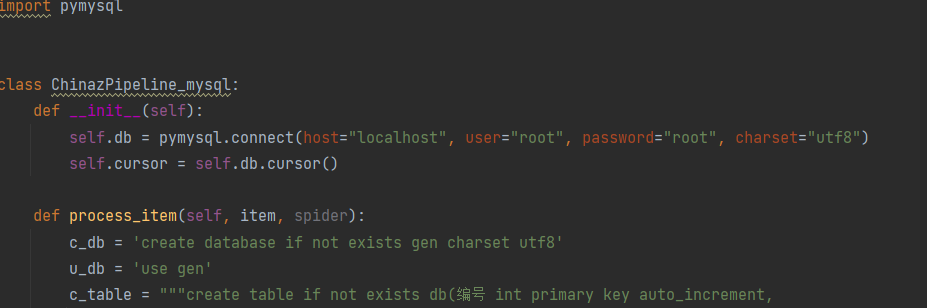 import pymysql
class ChinazPipeline_mysql:
def __init__(self):
self.db = pymysql.connect(host="localhost", user="root", password="root", charset="utf8")
self.cursor = self.db.cursor()
def process_item(self, item, spider):
c_db = 'create database if not exists gen charset utf8'
u_db = 'use gen'
c_table = """create table if not exists db(编号 int primary key auto_increment,